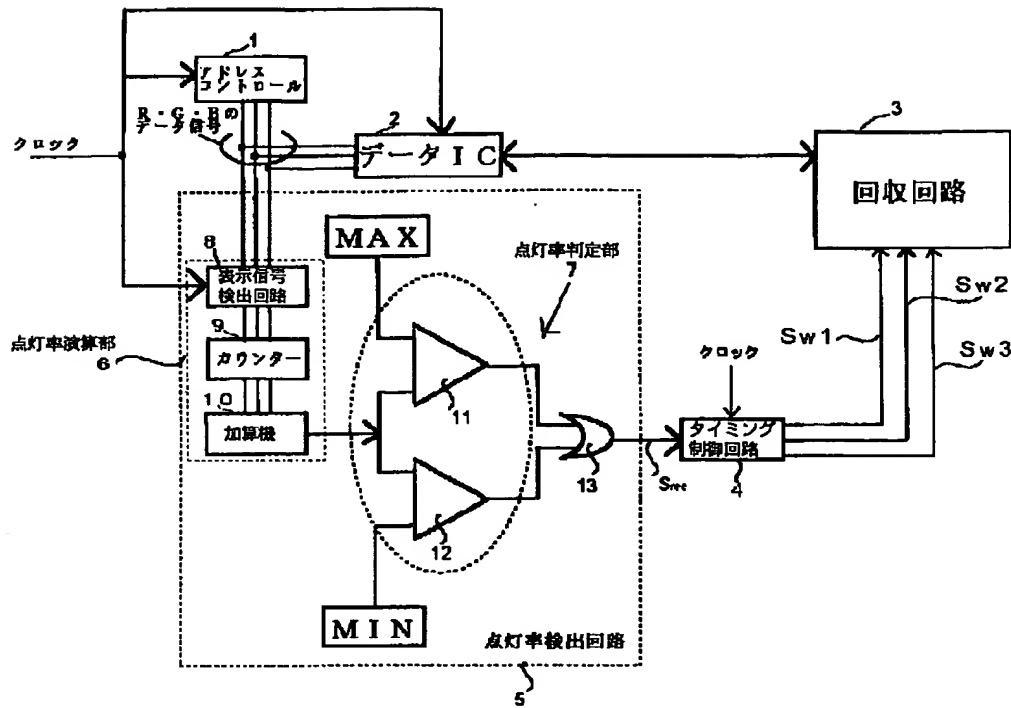 1
アドレス
コントロール
R・G・Bの
データ信号
クロック
2
データIC
3
回収回路
MAX
点灯率判定部
7
8
表示信号
検出回路
点灯率演算部
6
9
カウンター
10
加算機
11
12
13
MIN
点灯率検出回路
5
クロック
タイミング
制御回路
4
Srec
Sw1
Sw2
Sw3